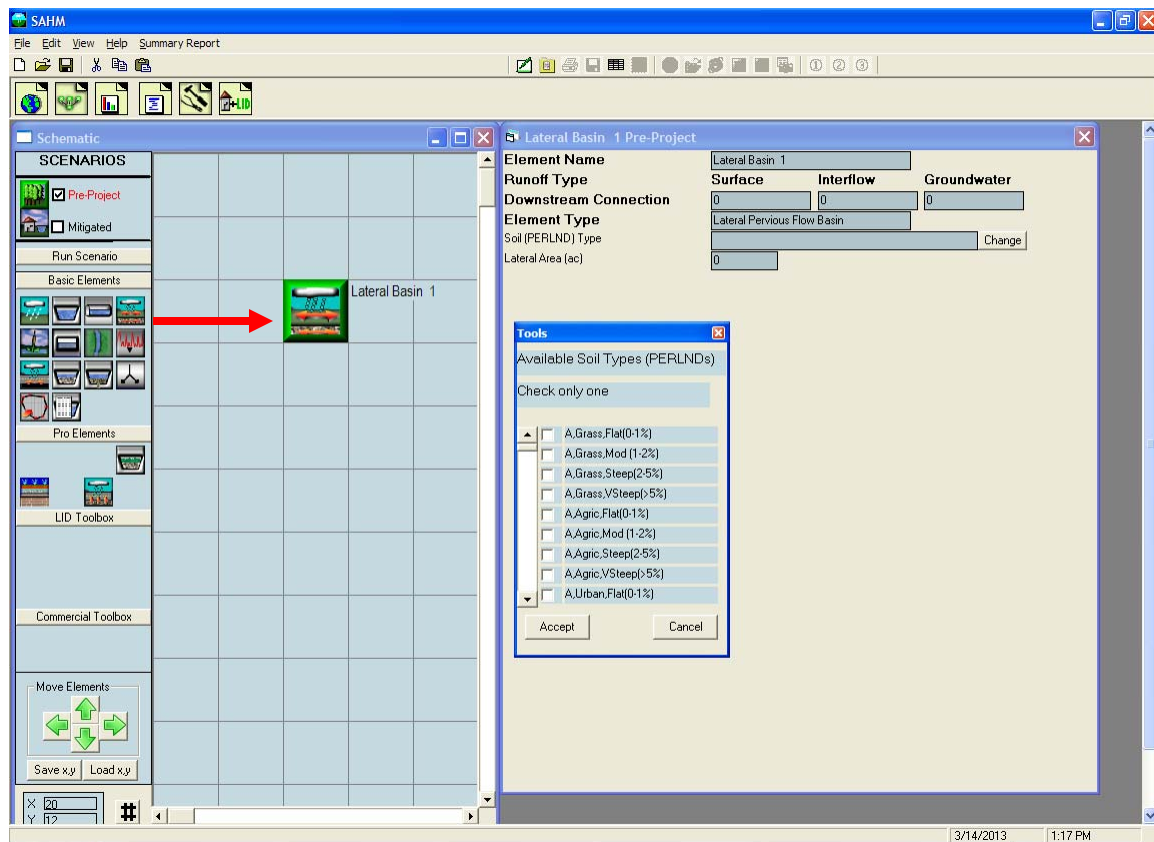 SAHM
File Edit View Help Summary Report
+LID
Schematic
SCENARIOS
Pre-Project
Mitigated
Run Scenario
Basic Elements
Pro Elements
LID Toolbox
Commercial Toolbox
Move Elements
Save x,y Load x,y
X 20
Y 12
#
Lateral Basin 1
Lateral Basin 1 Pre-Project
Element Name Lateral Basin 1
Runoff Type Surface Interflow Groundwater
Downstream Connection 0 0 0
Element Type Lateral Pervious Flow Basin
Soil (PERLND) Type Change
Lateral Area (ac) 0
Tools
Available Soil Types (PERLNDs)
Check only one
A,Grass,Flat(0-1%)
A,Grass,Mod (1-2%)
A,Grass,Steep(2-5%)
A,Grass,VSteep(>5%)
A,Agric,Flat(0-1%)
A,Agric,Mod (1-2%)
A,Agric,Steep(2-5%)
A,Agric,VSteep(>5%)
A,Urban,Flat(0-1%)
Accept Cancel
3/14/2013 1:17 PM